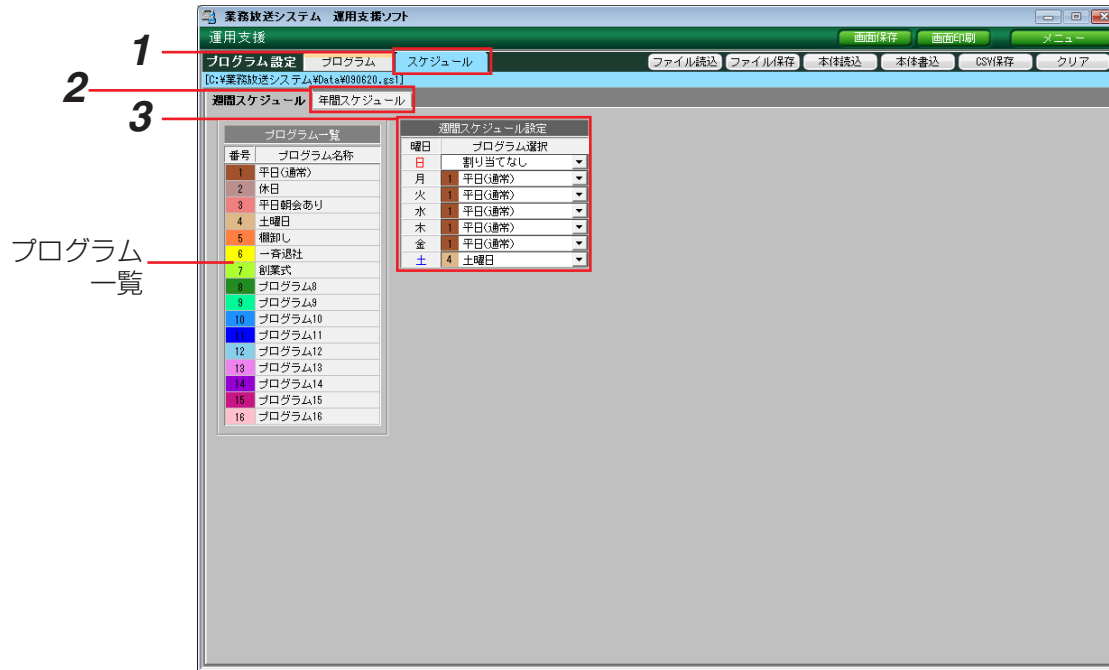 業務放送システム 運用支援ソフト
運用支援 画面保存 画面印刷 メニュー
1
プログラム設定 プログラム スケジュール ファイル読込 ファイル保存 本体読込 本体書込 CSV保存 クリア
[C:¥業務放送システム¥Data¥090620.gsl]
2
週間スケジュール 年間スケジュール
3
プログラム一覧
番号 プログラム名称
1 平日(通常)
2 休日
3 平日朝会あり
4 土曜日
5 棚卸し
6 一斉退社
7 創業式
8 プログラム8
9 プログラム9
10 プログラム10
11 プログラム11
12 プログラム12
13 プログラム13
14 プログラム14
15 プログラム15
16 プログラム16
週間スケジュール設定
曜日 プログラム選択
日 割り当てなし
月 1 平日(通常)
火 1 平日(通常)
水 1 平日(通常)
木 1 平日(通常)
金 1 平日(通常)
土 4 土曜日
プログラム
一覧